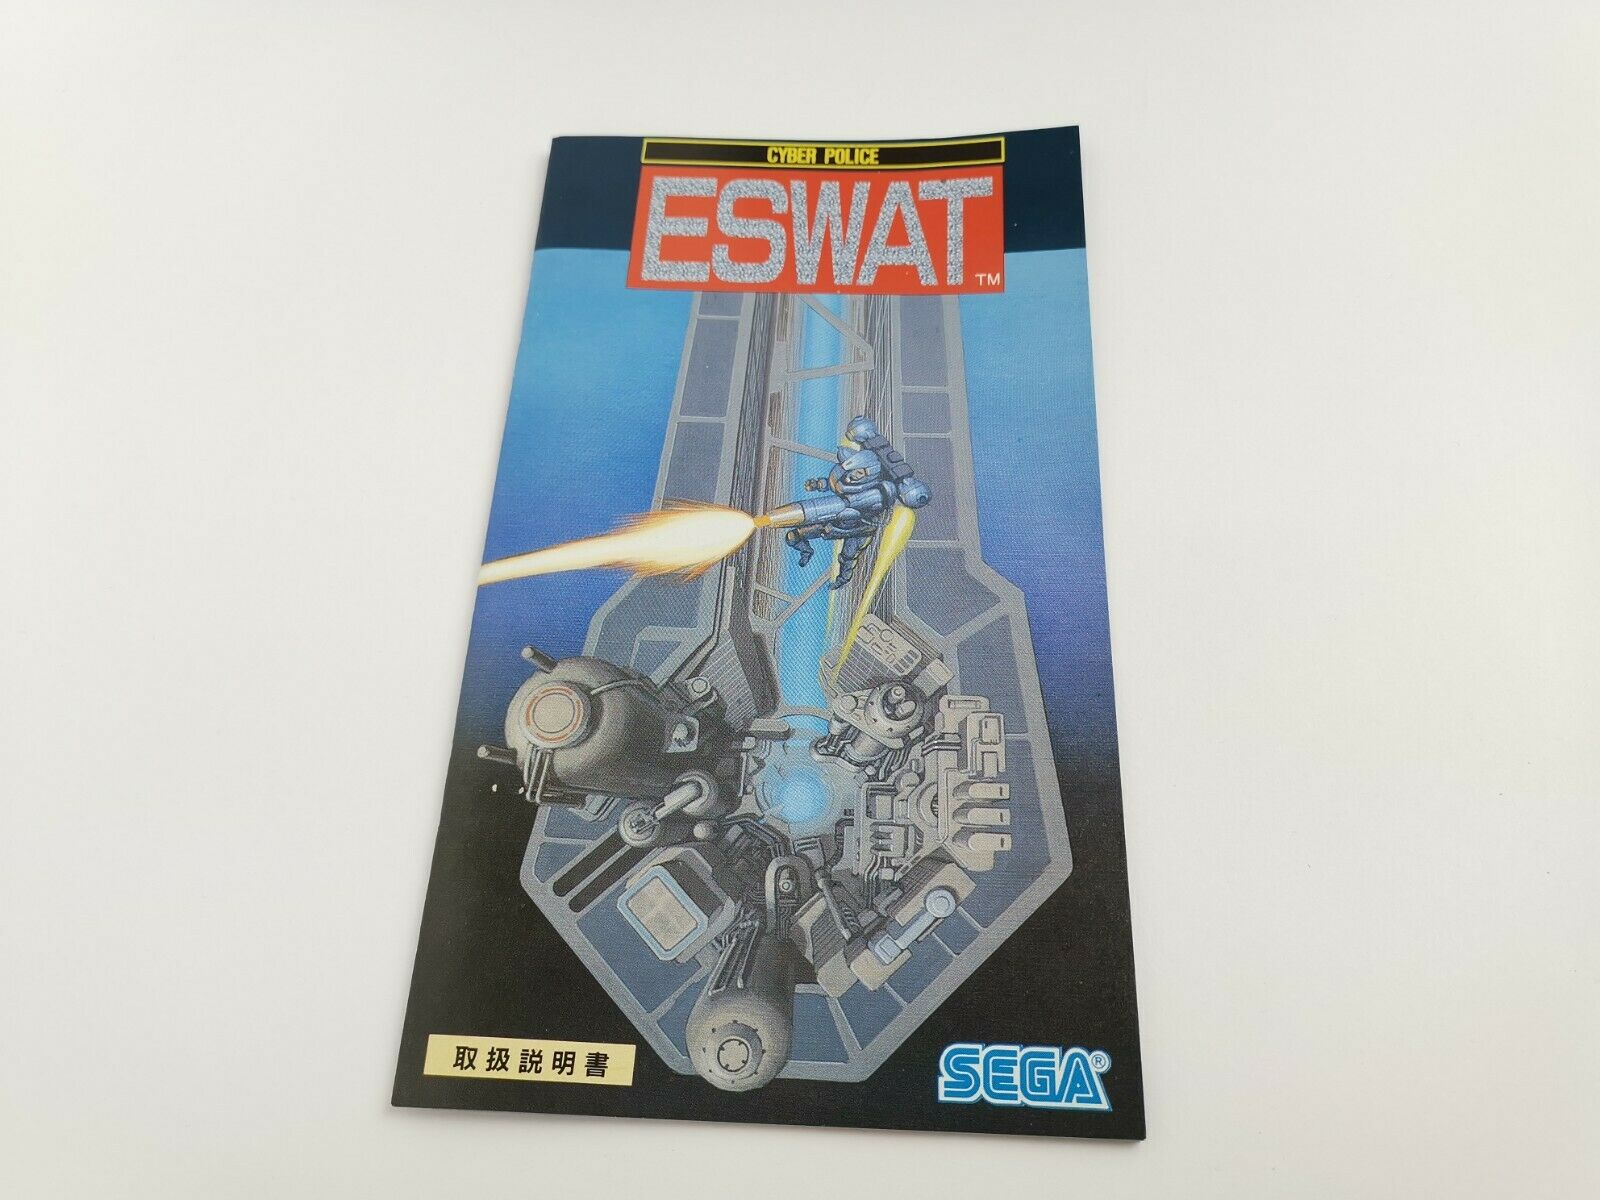 CYBER POLICE
ESWAT TM
取扱説明書
SEGA®